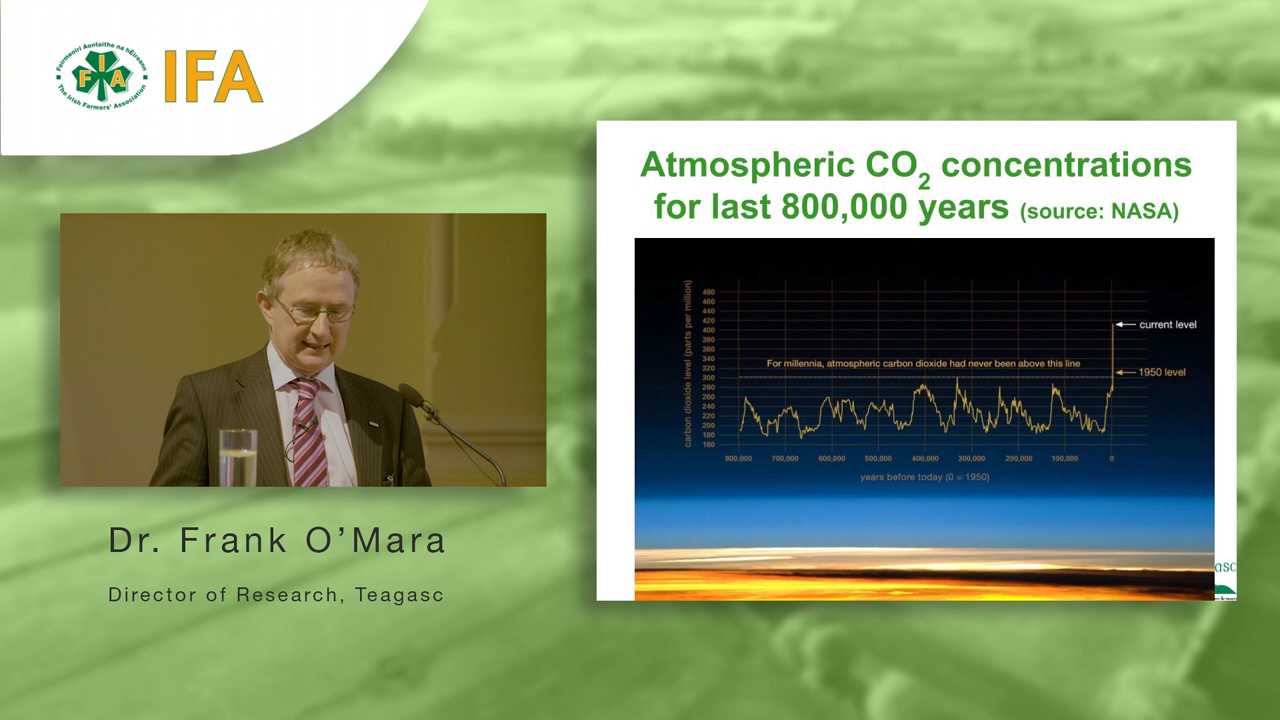 Feirmeoirí Aontaithe na hÉireann
FIA
The Irish Farmers' Association
IFA
Atmospheric CO2 concentrations
for last 800,000 years (source: NASA)
carbon dioxide level (parts per million)
480
460
440
420
400
380
360
340
320
300
280
260
240
220
200
180
160
current level
For millennia, atmospheric carbon dioxide had never been above this line
1950 level
800,000 700,000 600,000 500,000 400,000 300,000 200,000 100,000 0
years before today (0 = 1950)
asc
Dr. Frank O’Mara
Director of Research, Teagasc